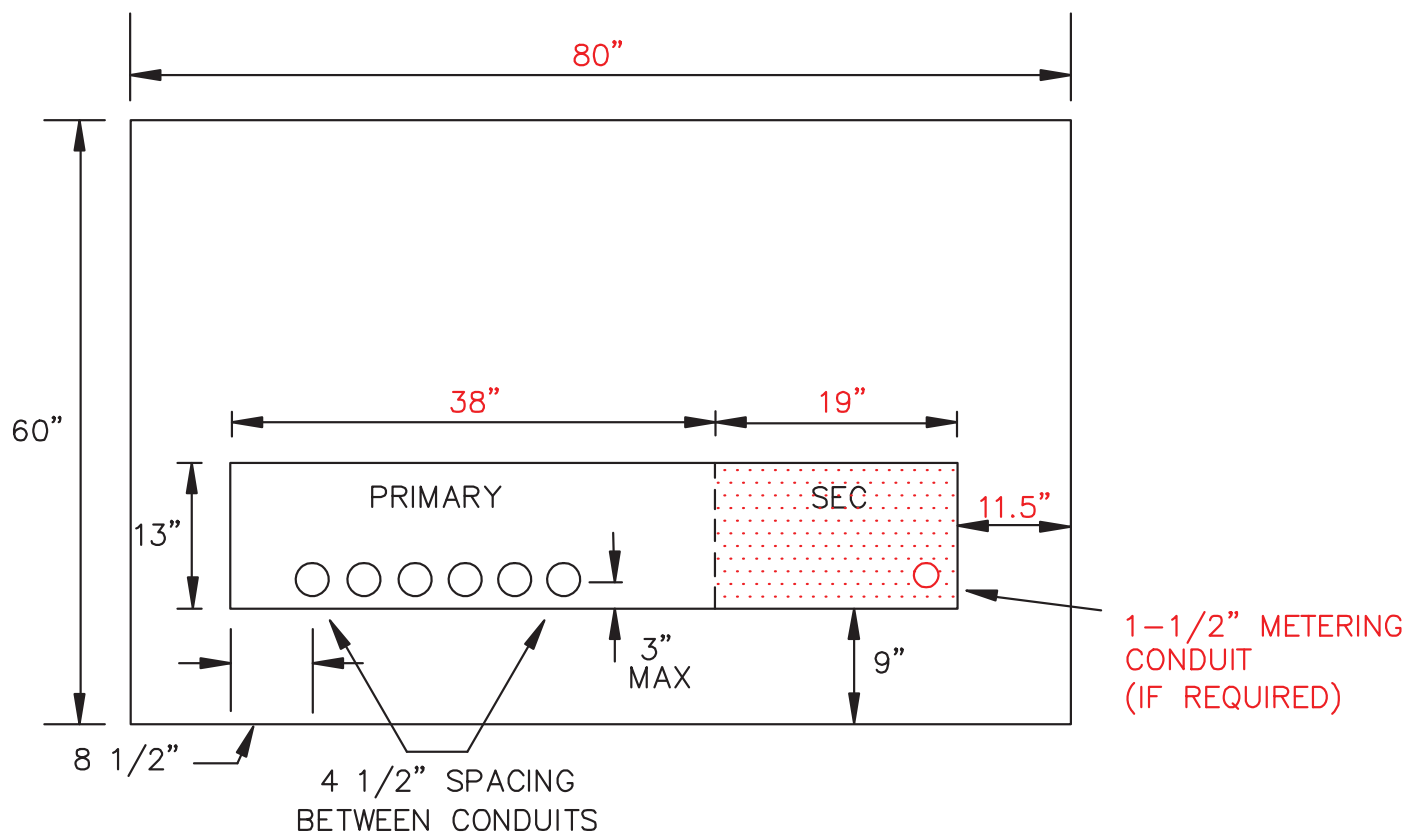 80”
38”
19”
60”
PRIMARY
SEC
11.5”
13”
1–1/2” METERING
CONDUIT
(IF REQUIRED)
3”
MAX
9”
8 1/2”
4 1/2” SPACING
BETWEEN CONDUITS